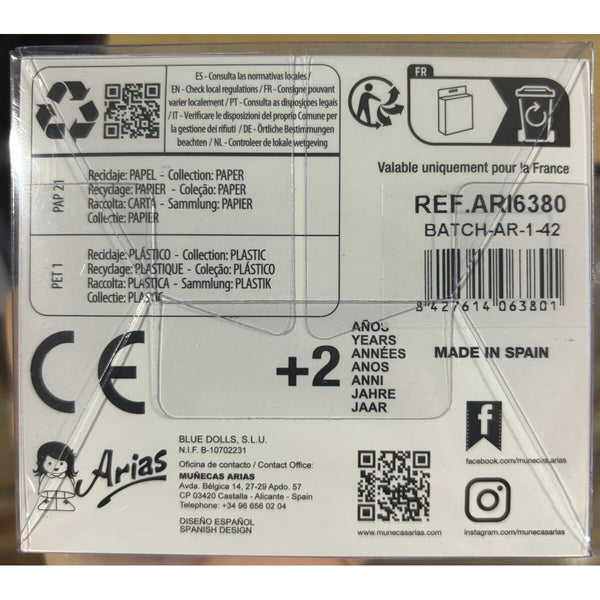 ES - Consulta las normativas locales /
EN - Check local regulations / FR - Consigne pouvant
varier localement / PT - Consulta as disposiçoes legales
/ IT - Verificare le disposizioni del proprio Comune per
la gestione dei rifiuti / DE - Örtliche Bestimmungen
beachten / NL - Controleer de lokale wetgeving
PAP 21
Reciclaje: PAPEL - Collection: PAPER
Recyclage: PAPIER - Coleção: PAPER
Raccolta: CARTA - Sammlung: PAPIER
Collectie: PAPIER
PET 1
Reciclaje: PLÁSTICO - Collection: PLASTIC
Recyclage: PLASTIQUE - Coleção: PLÁSTICO
Raccolta: PLASTICA - Sammlung: PLASTIK
Collectie: PLASTIC
FR
Valable uniquement pour la France
REF.ARI6380
BATCH-AR-1-42
8 427614 063801
CE
+2
AÑOS
YEARS
ANNÉES
ANOS
ANNI
JAHRE
JAAR
MADE IN SPAIN
Arias
BLUE DOLLS, S.L.U.
N.I.F. B-10702231
Oficina de contacto / Contact Office:
MUÑECAS ARIAS
Avda. Bélgica 14, 27-29 Apdo. 57
CP 03420 Castalla - Alicante - Spain
Telephone: +34 96 656 02 04
DISEÑO ESPAÑOL
SPANISH DESIGN
www.munecasarias.com
f
facebook.com/munecas.arias
instagram.com/munecasarias